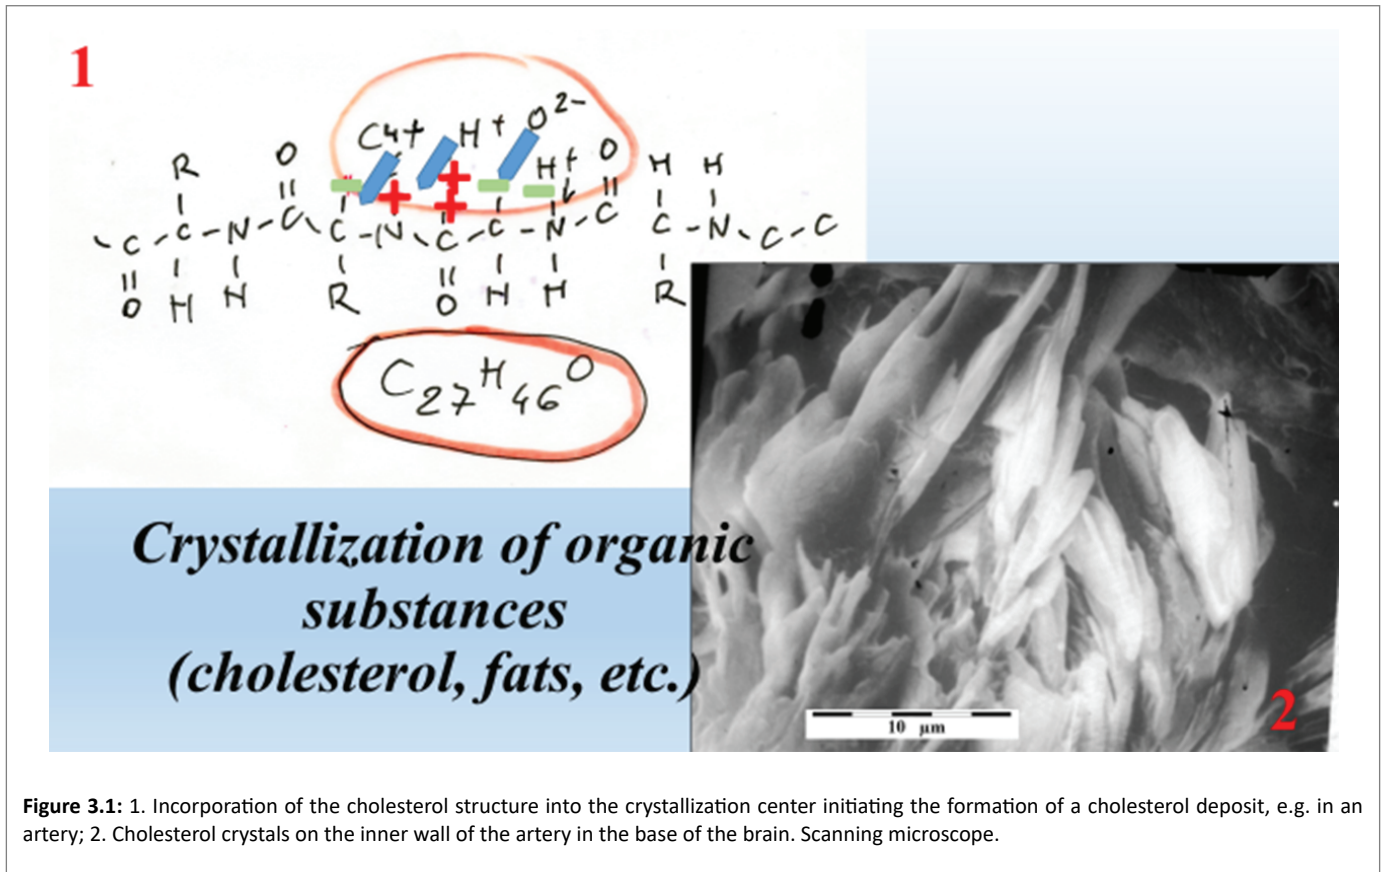 1
C4+ H+ O2-
R O H+ O H H
C C N C C N C C N C C N C C
O H N R O H H R
C27H46O
Crystallization of organic
substances
(cholesterol, fats, etc.)
10 µm
2
Figure 3.1: 1. Incorporation of the cholesterol structure into the crystallization center initiating the formation of a cholesterol deposit, e.g. in an
artery; 2. Cholesterol crystals on the inner wall of the artery in the base of the brain. Scanning microscope.